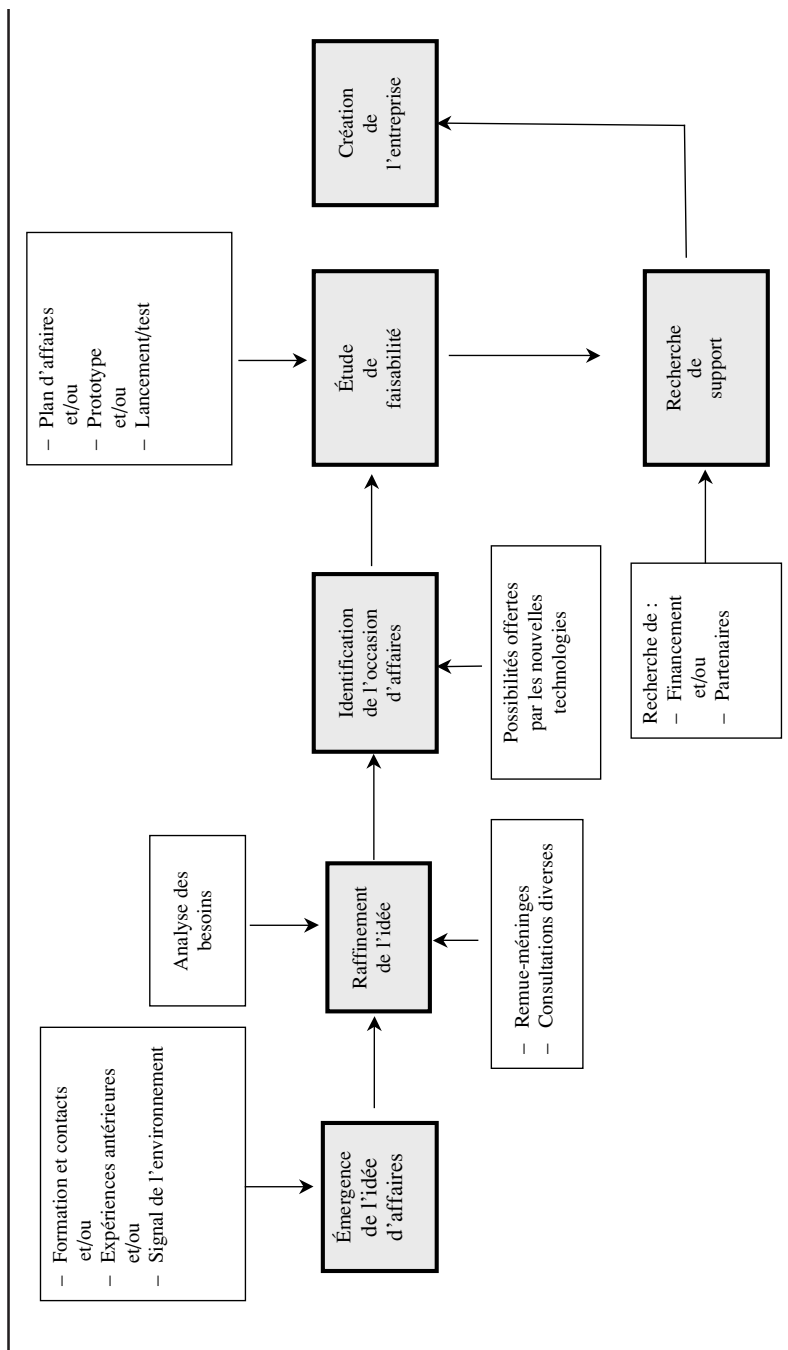 – Formation et contacts
et/ou
– Expériences antérieures
et/ou
– Signal de l’environnement
Émergence
de l’idée
d’affaires
Analyse des
besoins
Raffinement
de l’idée
– Remue-méninges
– Consultations diverses
Identification
de l’occasion
d’affaires
Possibilités offertes
par les nouvelles
technologies
– Plan d’affaires
et/ou
– Prototype
et/ou
– Lancement/test
Étude
de
faisabilité
Recherche de :
– Financement
et/ou
– Partenaires
Recherche
de
support
Création
de
l’entreprise